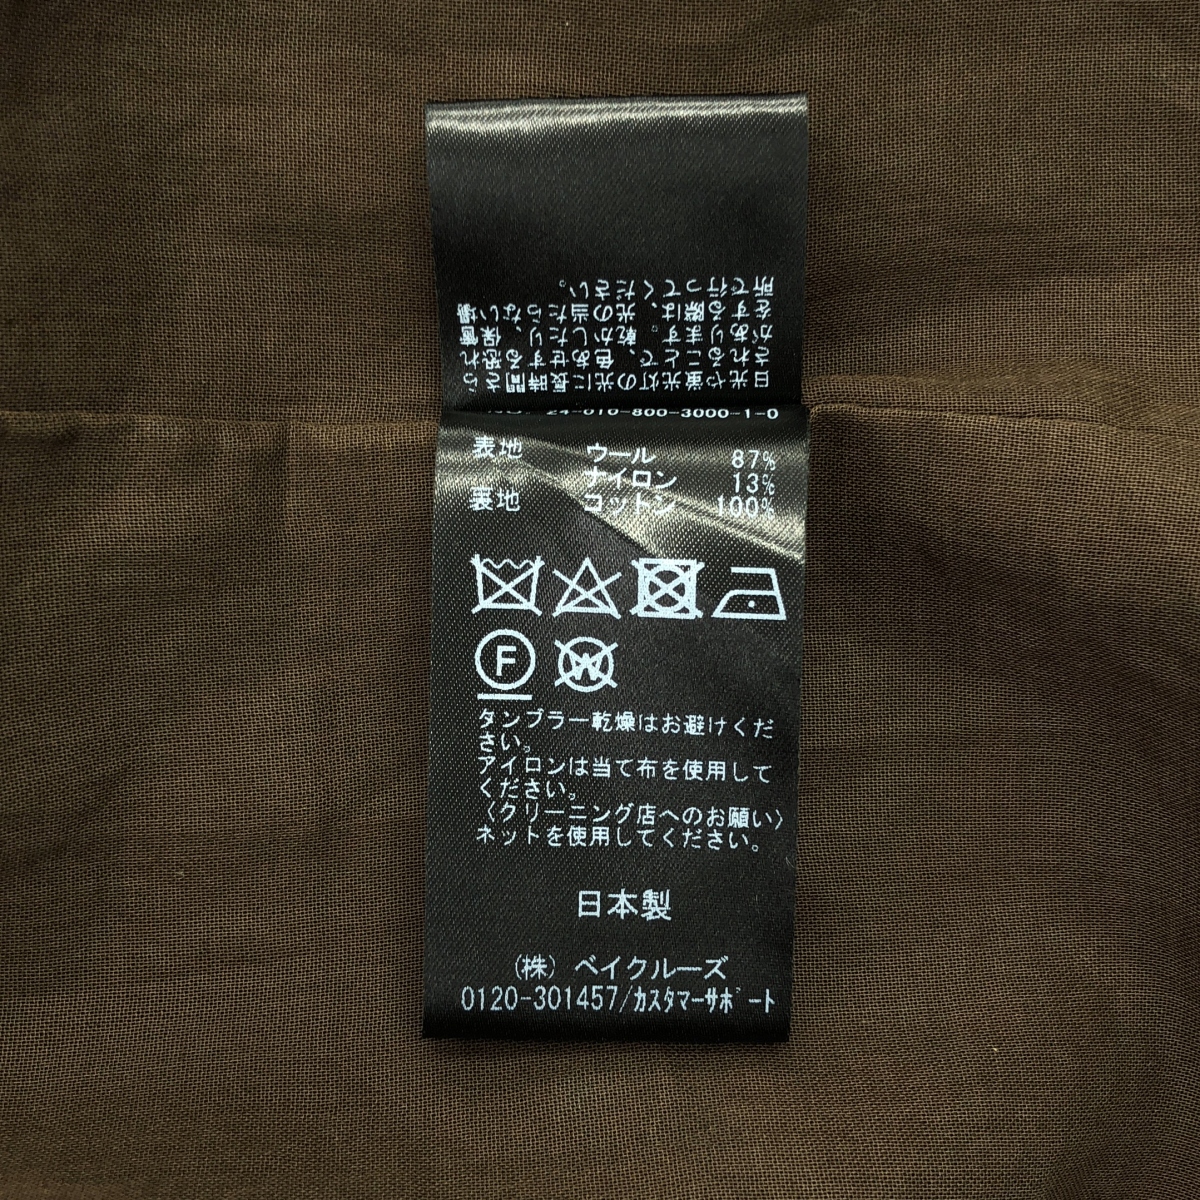 日光や蛍光灯の光に長時間さら
されることで、色あせする恐れ
があります。乾かしたり、保管
をする際は、光の当たらない場
所で行ってください。
24-070-800-3000-1-0
表地 ウール 87%
ナイロン 13%
裏地 コットン 100%
F
W
タンブラー乾燥はお避けくだ
さい。
アイロンは当て布を使用して
ください。
〈クリーニング店へのお願い〉
ネットを使用してください。
日本製
(株) ベイクルーズ
0120-301457/カスタマーサポート